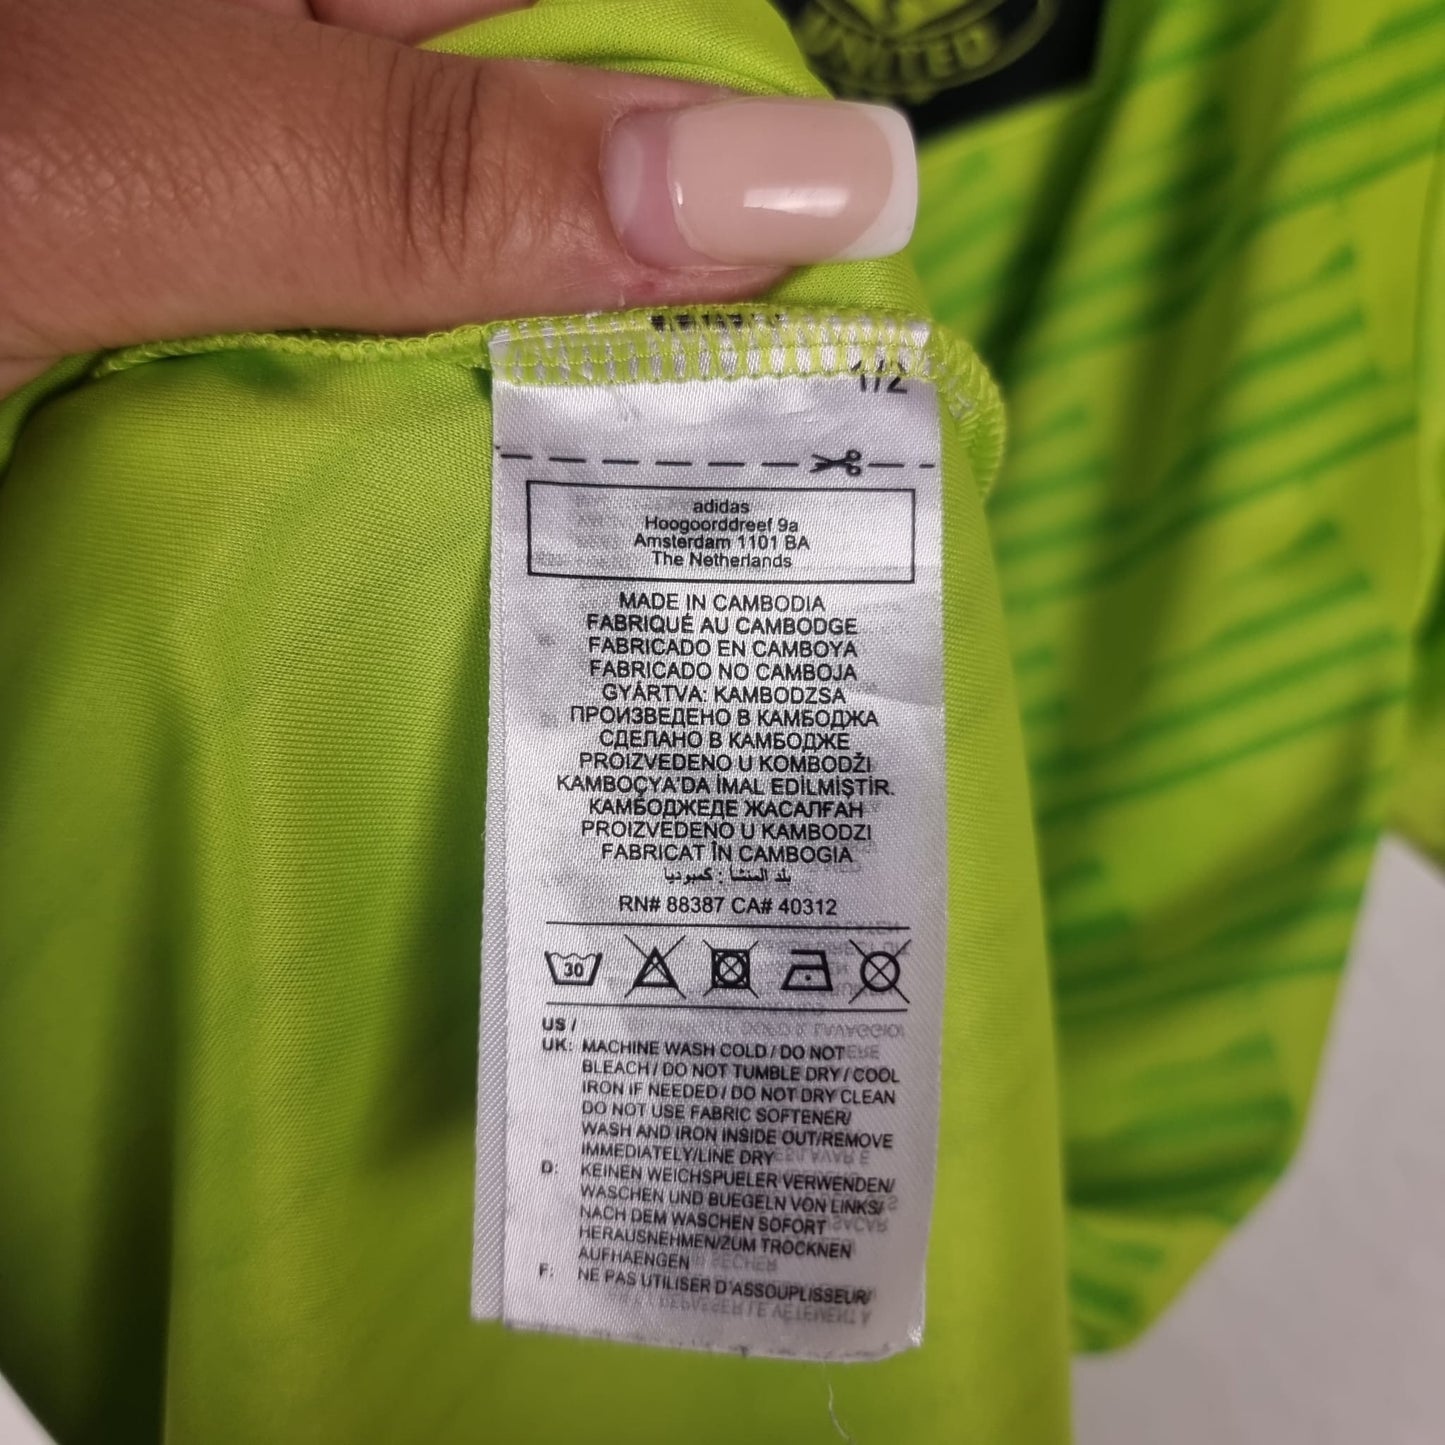 UNITED
1/2
adidas
Hoogoorddreef 9a
Amsterdam 1101 BA
The Netherlands
MADE IN CAMBODIA
FABRIQUÉ AU CAMBODGE
FABRICADO EN CAMBOYA
FABRICADO NO CAMBOJA
GYÁRTVA: KAMBODZSA
ПРОИЗВЕДЕНО В КАМБОДЖА
СДЕЛАНО В КАМБОДЖЕ
PROIZVEDENO U KOMBODŽI
KAMBOÇYA'DA İMAL EDİLMİŞTİR.
КАМБОДЖЕДЕ ЖАСАЛҒАН
PROIZVEDENO U KAMBODZI
FABRICAT ÎN CAMBOGIA
بلد المنشأ : كمبوديا
RN# 88387 CA# 40312
30
US /
UK: MACHINE WASH COLD / DO NOT
BLEACH / DO NOT TUMBLE DRY / COOL
IRON IF NEEDED / DO NOT DRY CLEAN
DO NOT USE FABRIC SOFTENER/
WASH AND IRON INSIDE OUT/REMOVE
IMMEDIATELY/LINE DRY
D: KEINEN WEICHSPUELER VERWENDEN/
WASCHEN UND BUEGELN VON LINKS/
NACH DEM WASCHEN SOFORT
HERAUSNEHMEN/ZUM TROCKNEN
AUFHAENGEN
F: NE PAS UTILISER D'ASSOUPLISSEUR/